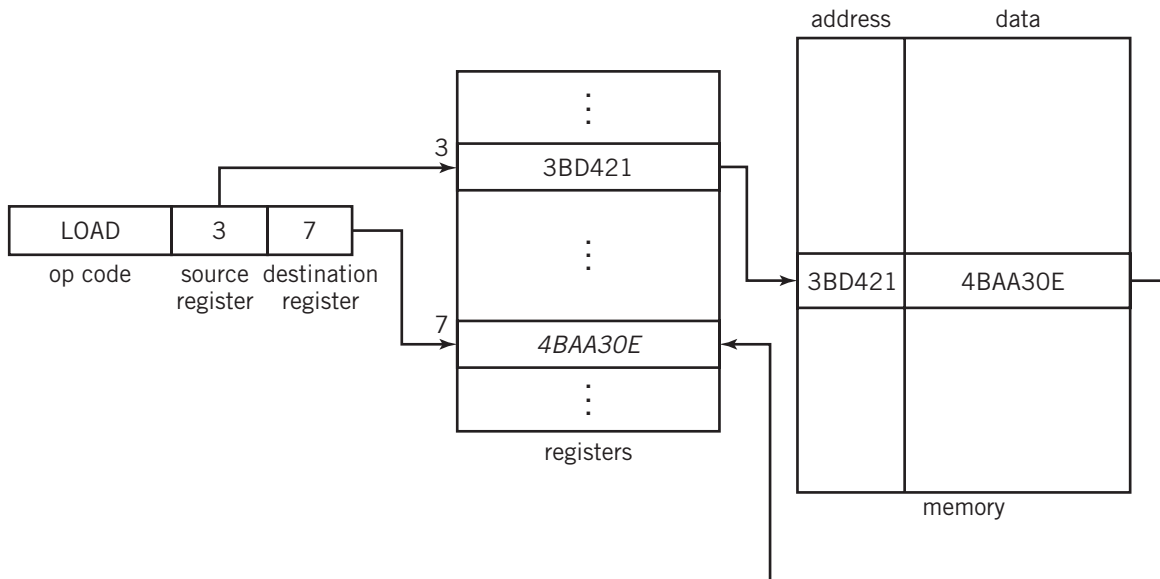 address data
3
3BD421
LOAD 3 7
op code source register destination register
3BD421 4BAA30E
7
4BAA30E
registers
memory